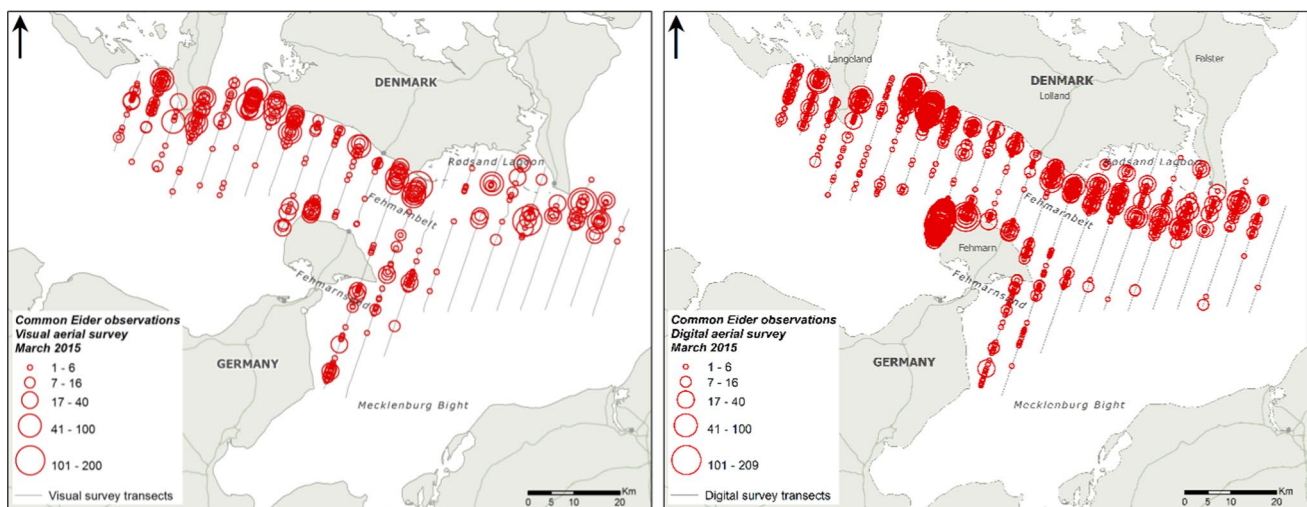 DENMARK
Rødsand Lagoon
Fehmarnbelt
Fehmarnsund
GERMANY
Mecklenburg Bight
Common Eider observations
Visual aerial survey
March 2015
1 - 6
7 - 16
17 - 40
41 - 100
101 - 200
Visual survey transects
Km
0 5 10 20
Langeland
DENMARK
Lolland
Falster
Rødsand Lagoon
Fehmarnbelt
Fehmarn
Fehmarnsund
GERMANY
Mecklenburg Bight
Common Eider observations
Digital aerial survey
March 2015
1 - 6
7 - 16
17 - 40
41 - 100
101 - 209
Digital survey transects
Km
0 5 10 20